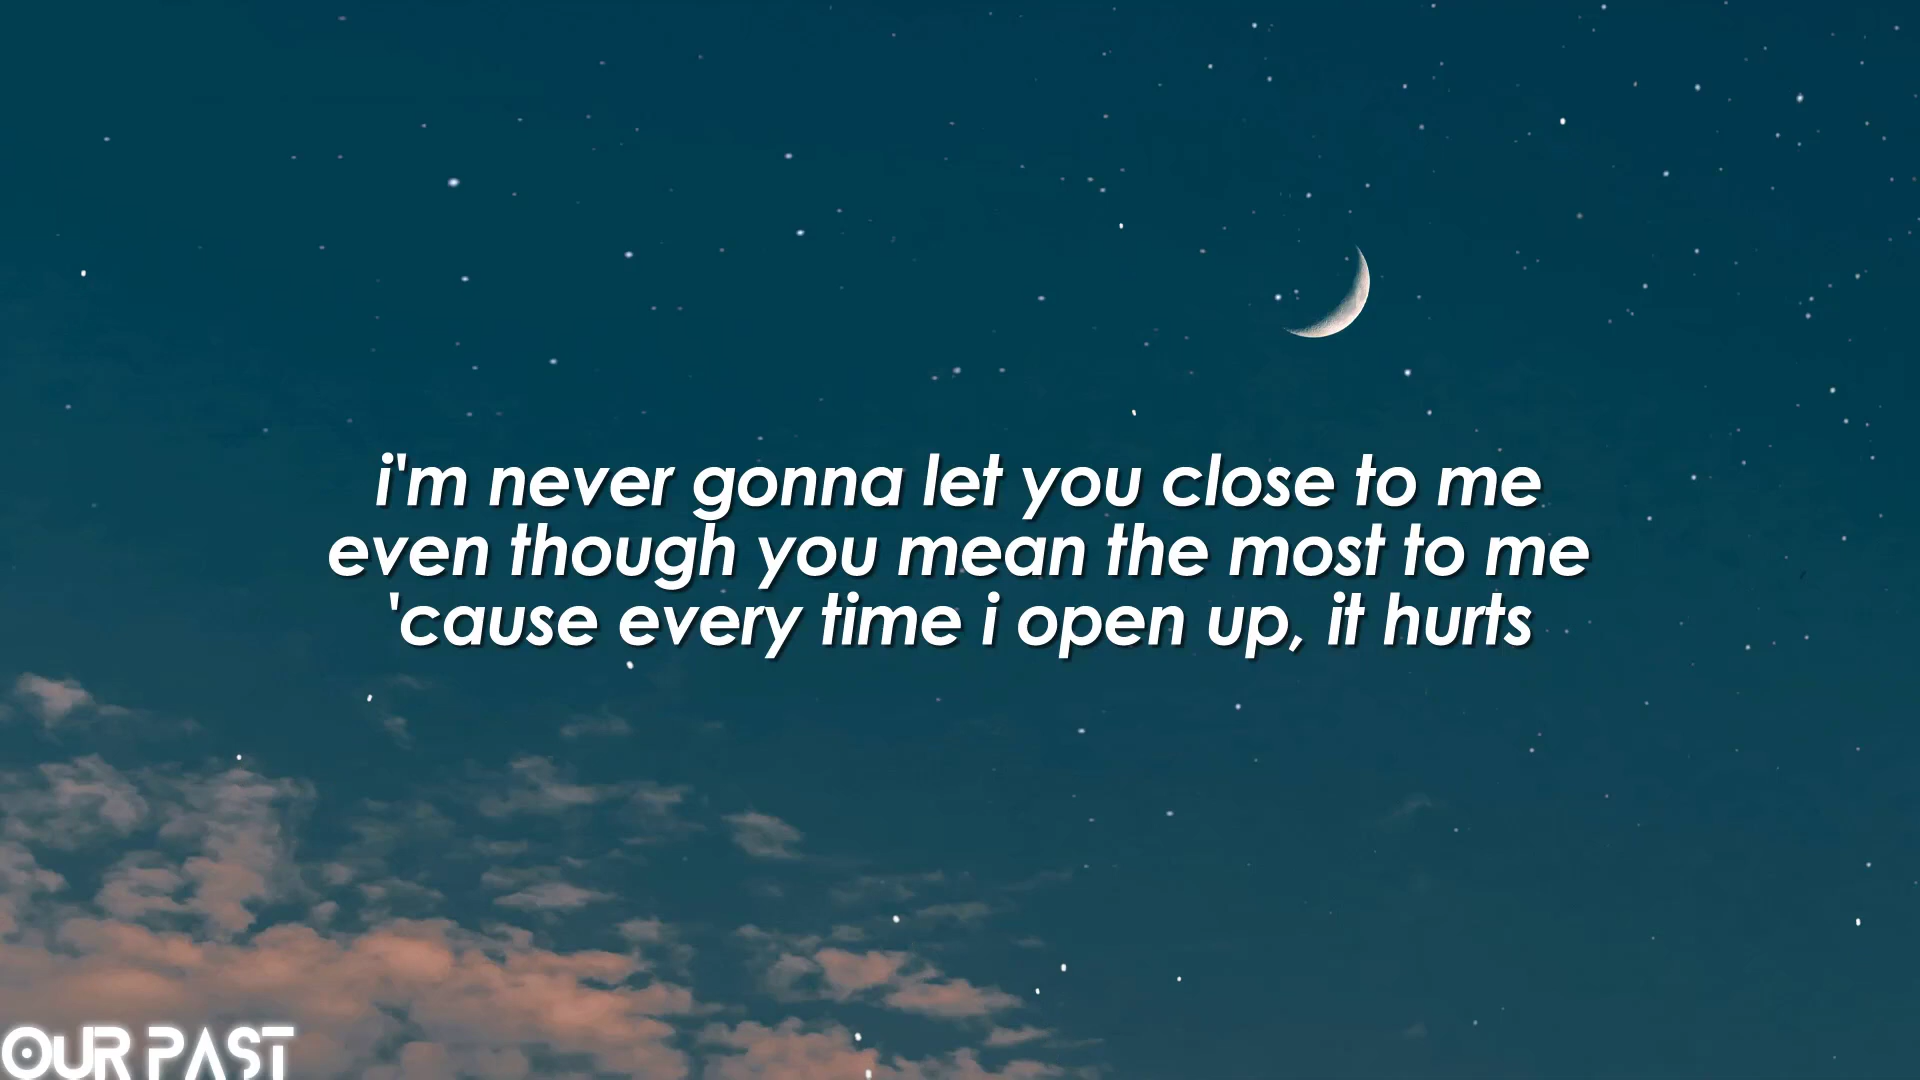 i'm never gonna let you close to me
even though you mean the most to me
'cause every time i open up, it hurts
OUR PAST